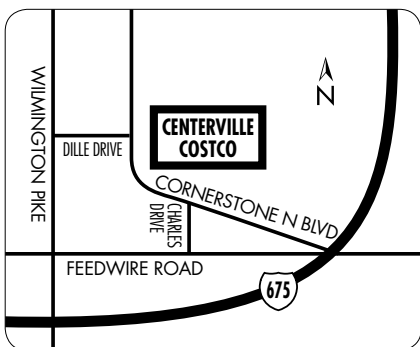 WILMINGTON PIKE
N
CENTERVILLE
COSTCO
DILLE DRIVE
CORNERSTONE N BLVD
CHARLES
DRIVE
FEEDWIRE ROAD
675